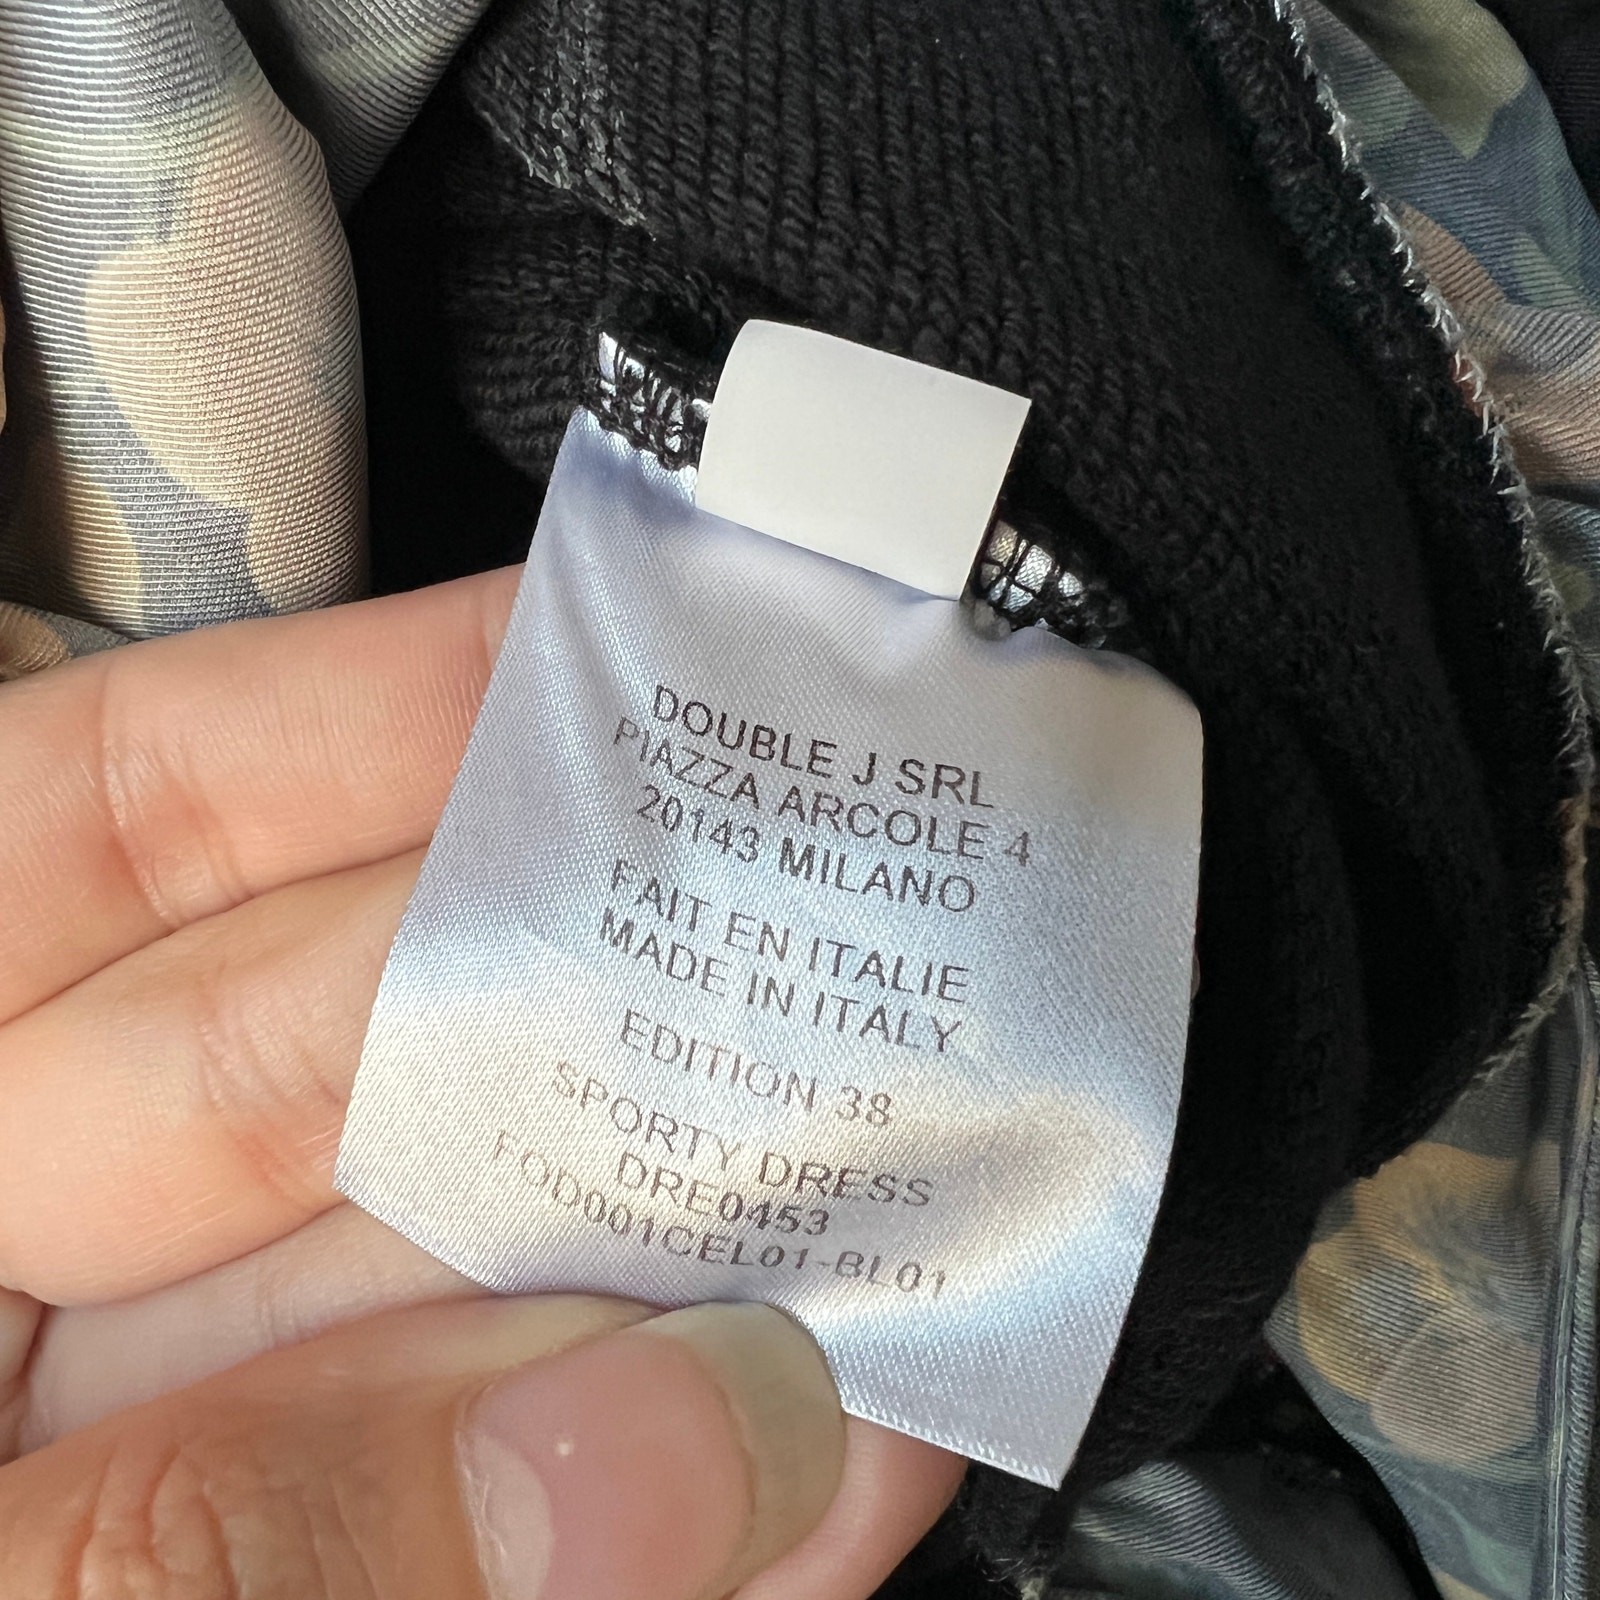 DOUBLE J SRL
PIAZZA ARCOLE 4
20143 MILANO
FAIT EN ITALIE
MADE IN ITALY
EDITION 38
SPORTY DRESS
DRE0453
FOD001CEL01-BL01